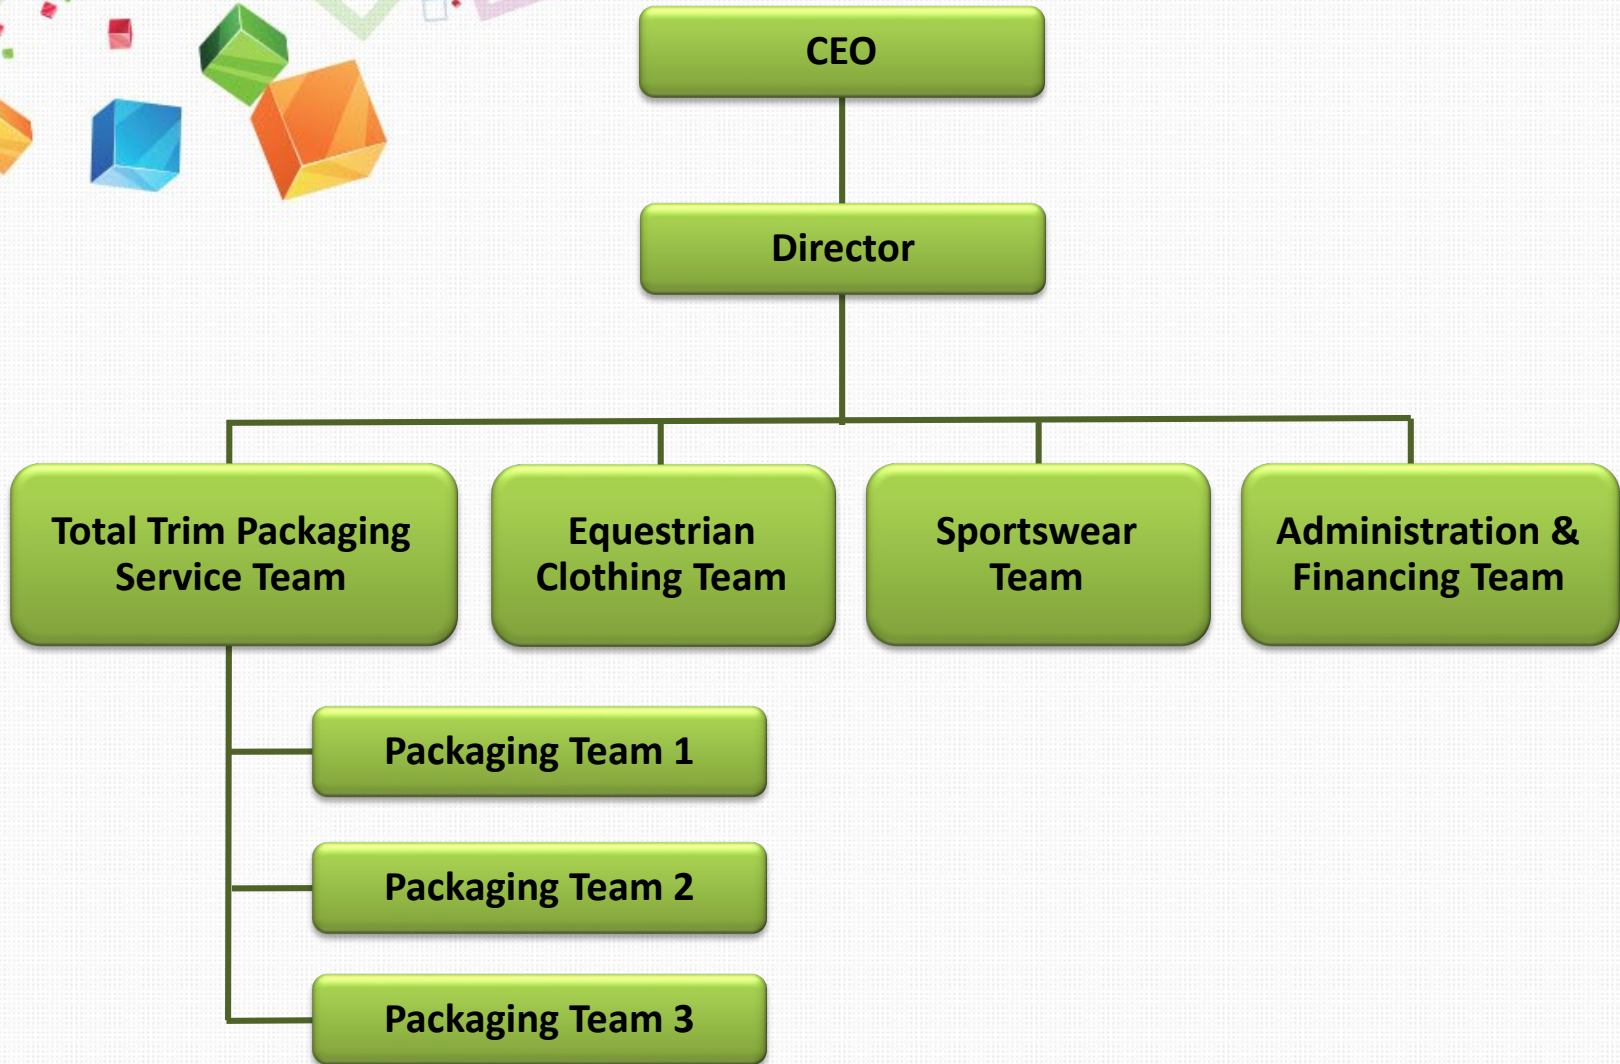 CEO
Director
Total Trim Packaging
Service Team
Equestrian
Clothing Team
Sportswear
Team
Administration &
Financing Team
Packaging Team 1
Packaging Team 2
Packaging Team 3